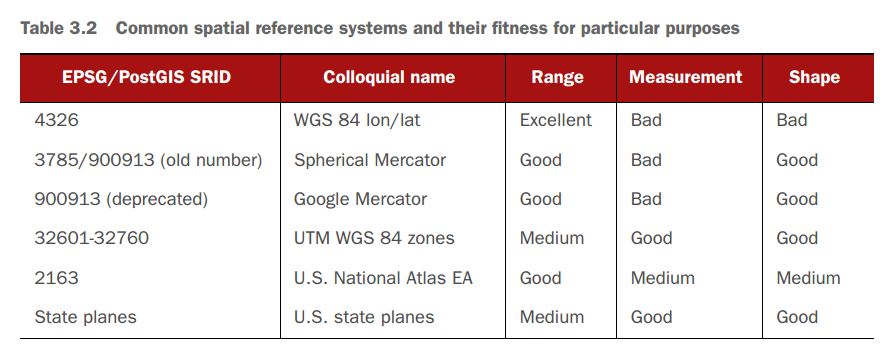 Table 3.2 Common spatial reference systems and their fitness for particular purposes
EPSG/PostGIS SRID Colloquial name Range Measurement Shape
4326 WGS 84 lon/lat Excellent Bad Bad
3785/900913 (old number) Spherical Mercator Good Bad Good
900913 (deprecated) Google Mercator Good Bad Good
32601-32760 UTM WGS 84 zones Medium Good Good
2163 U.S. National Atlas EA Good Medium Medium
State planes U.S. state planes Medium Good Good